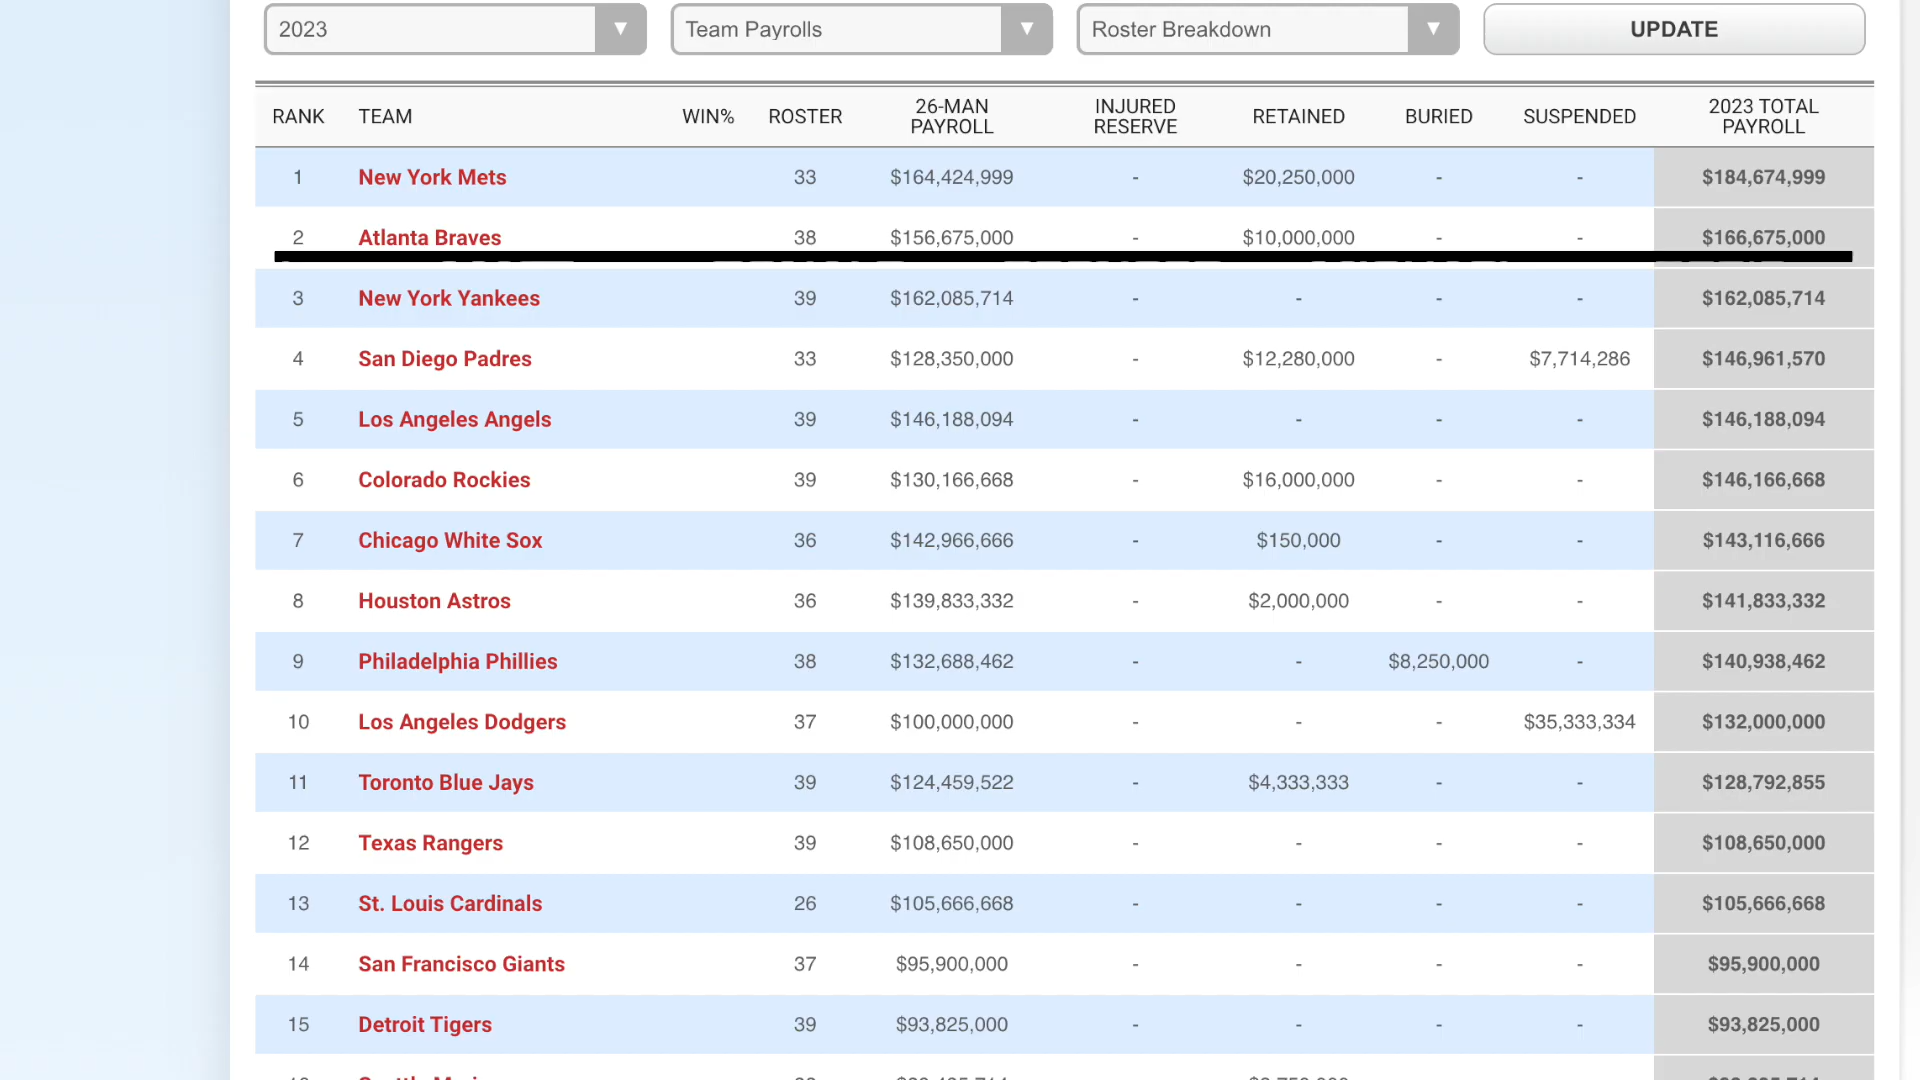 2023 ▼ Team Payrolls ▼ Roster Breakdown ▼ UPDATE
RANK TEAM WIN% ROSTER 26-MAN PAYROLL INJURED RESERVE RETAINED BURIED SUSPENDED 2023 TOTAL PAYROLL
1 New York Mets 33 $164,424,999 - $20,250,000 - - $184,674,999
2 Atlanta Braves 38 $156,675,000 - $10,000,000 - - $166,675,000
3 New York Yankees 39 $162,085,714 - - - - $162,085,714
4 San Diego Padres 33 $128,350,000 - $12,280,000 - $7,714,286 $146,961,570
5 Los Angeles Angels 39 $146,188,094 - - - - $146,188,094
6 Colorado Rockies 39 $130,166,668 - $16,000,000 - - $146,166,668
7 Chicago White Sox 36 $142,966,666 - $150,000 - - $143,116,666
8 Houston Astros 36 $139,833,332 - $2,000,000 - - $141,833,332
9 Philadelphia Phillies 38 $132,688,462 - - $8,250,000 - $140,938,462
10 Los Angeles Dodgers 37 $100,000,000 - - - $35,333,334 $132,000,000
11 Toronto Blue Jays 39 $124,459,522 - $4,333,333 - - $128,792,855
12 Texas Rangers 39 $108,650,000 - - - - $108,650,000
13 St. Louis Cardinals 26 $105,666,668 - - - - $105,666,668
14 San Francisco Giants 37 $95,900,000 - - - - $95,900,000
15 Detroit Tigers 39 $93,825,000 - - - - $93,825,000